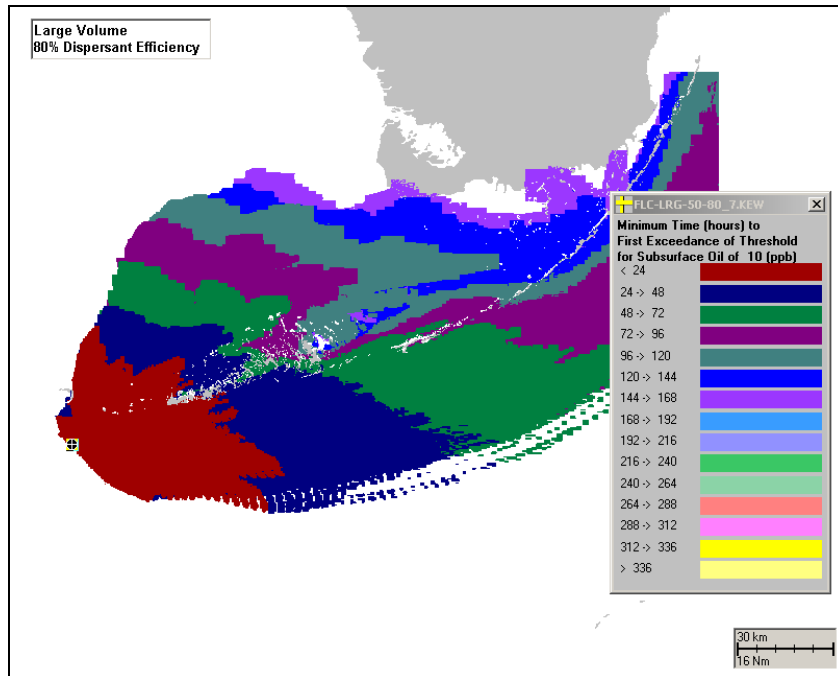 Large Volume
80% Dispersant Efficiency
FLC-LRG-50-80_7.KEW
Minimum Time (hours) to
First Exceedance of Threshold
for Subsurface Oil of 10 (ppb)
< 24
24 -> 48
48 -> 72
72 -> 96
96 -> 120
120 -> 144
144 -> 168
168 -> 192
192 -> 216
216 -> 240
240 -> 264
264 -> 288
288 -> 312
312 -> 336
> 336
30 km
16 Nm